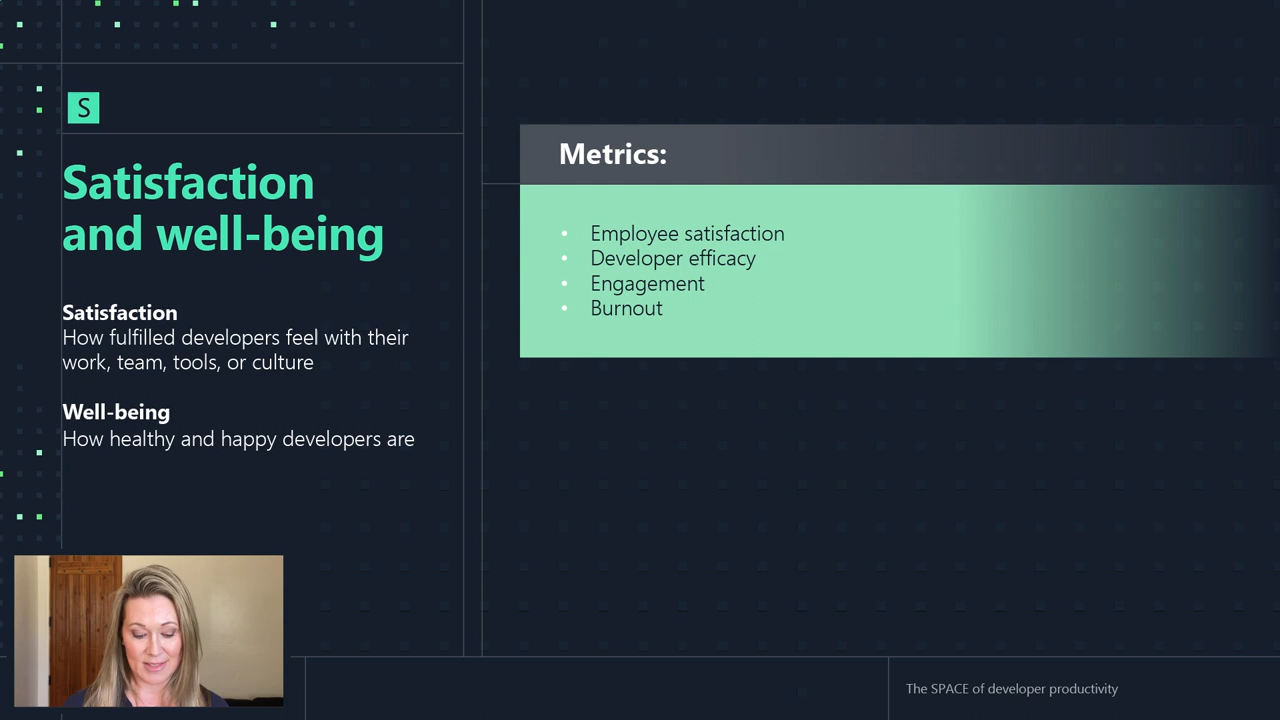 S
Satisfaction
and well-being
Satisfaction
How fulfilled developers feel with their
work, team, tools, or culture
Well-being
How healthy and happy developers are
Metrics:
• Employee satisfaction
• Developer efficacy
• Engagement
• Burnout
The SPACE of developer productivity